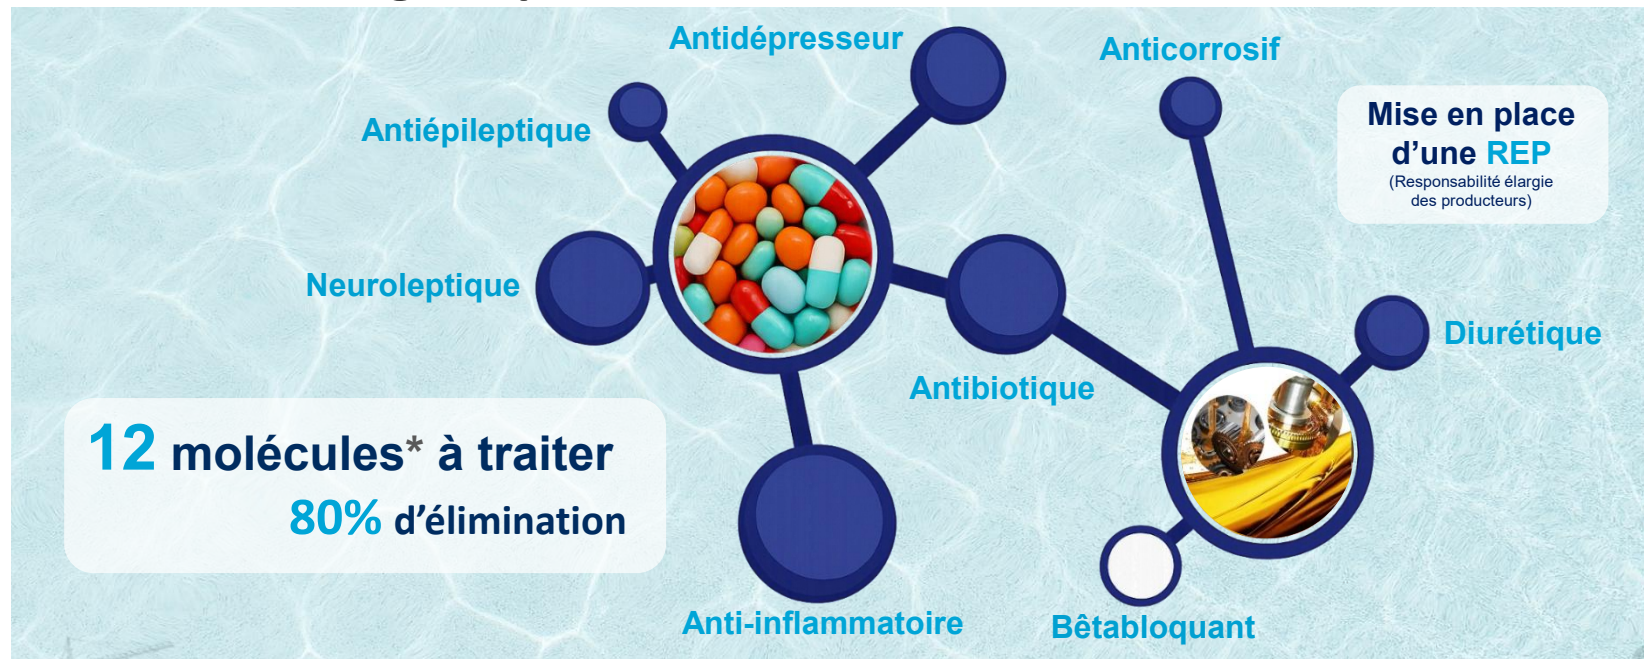 Antidépresseur
Anticorrosif
Antiépileptique
Mise en place
d'une REP
(Responsabilité élargie
des producteurs)
Neuroleptique
Diurétique
Antibiotique
12 molécules* à traiter
80% d'élimination
Anti-inflammatoire
Bêtabloquant